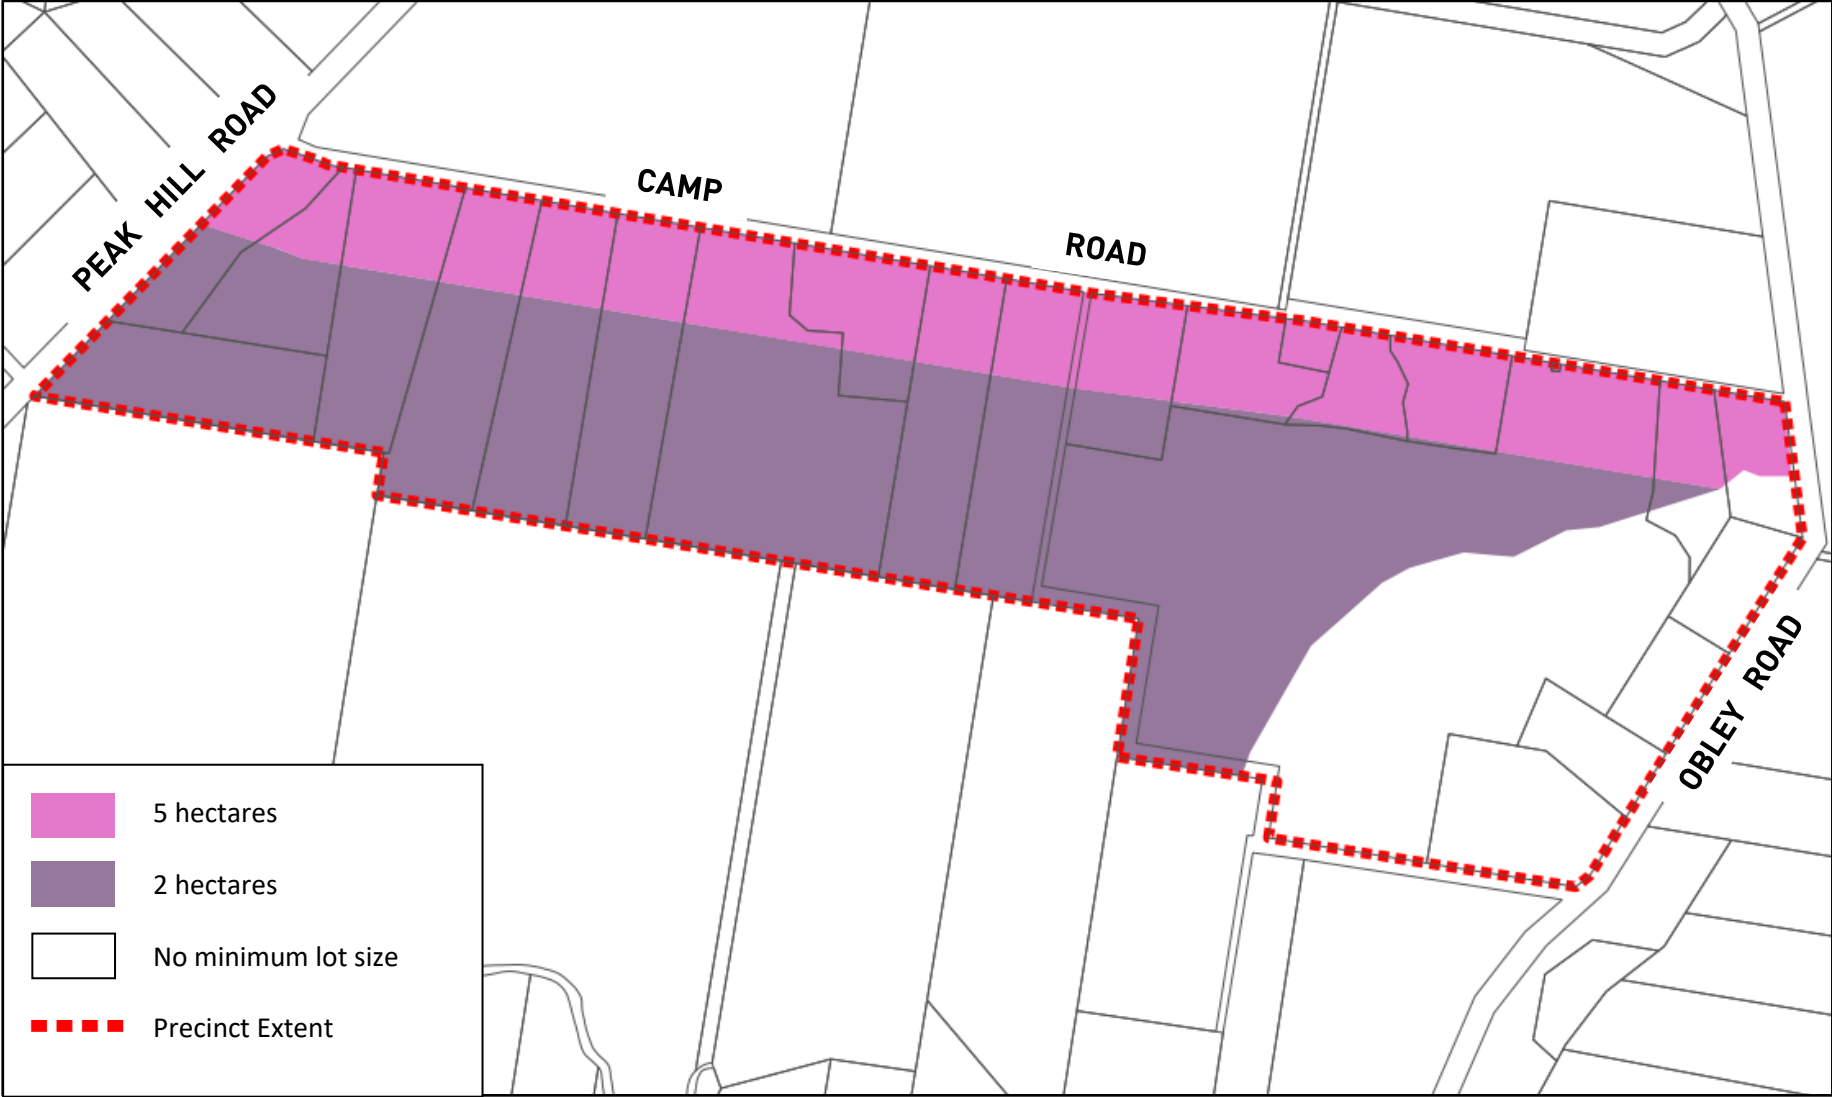 PEAK HILL ROAD
CAMP
ROAD
OBLEY ROAD
5 hectares
2 hectares
No minimum lot size
Precinct Extent